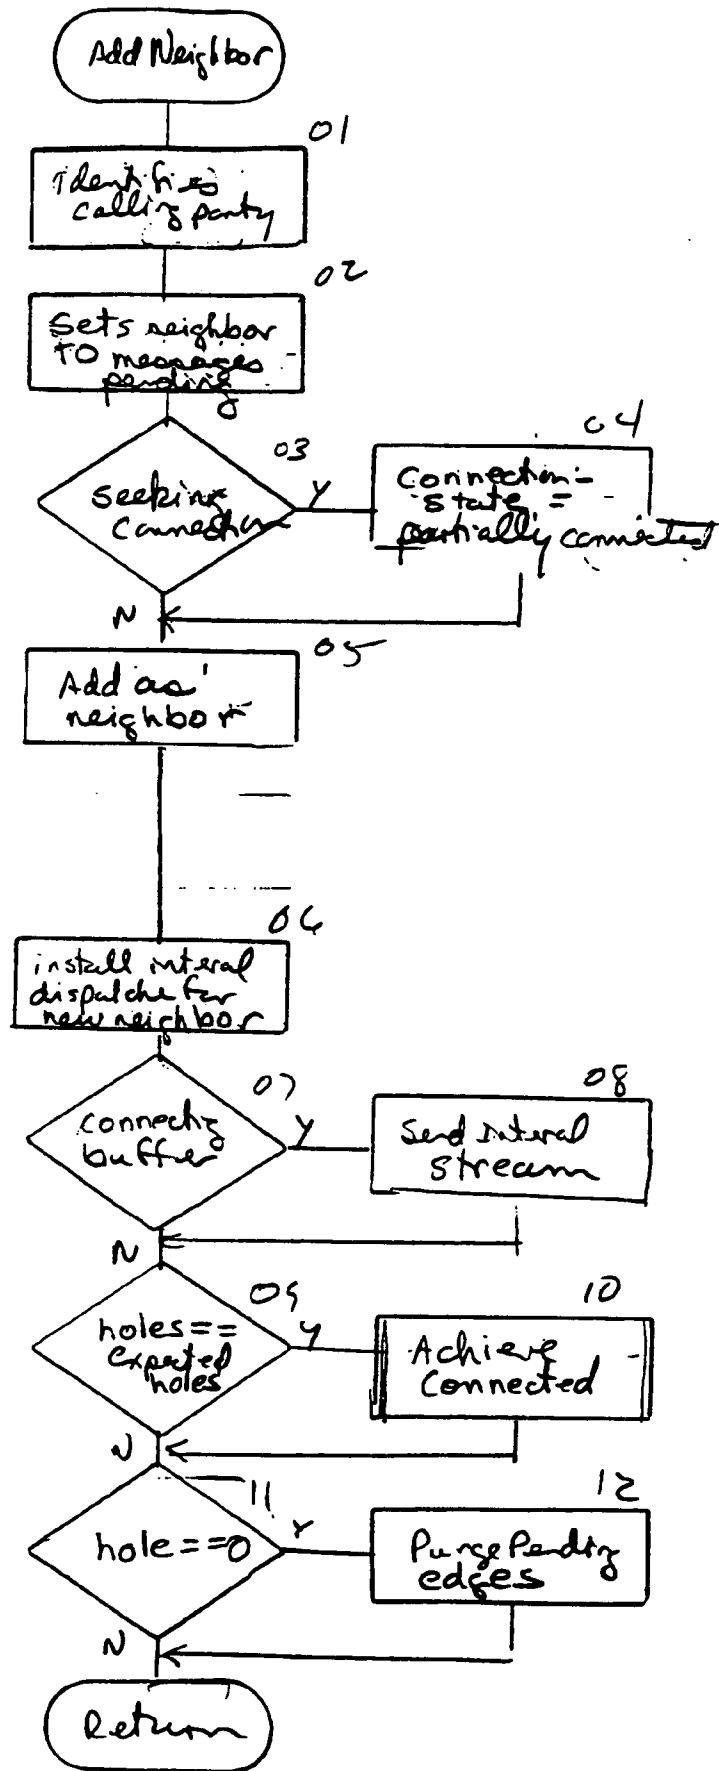 Add Neighbor
01
Identifies
calling party
02
Sets neighbor
TO messages
pending
03
Seeking
Connection
Y
04
Connection-
state =
partially connected
N
05
Add as
neighbor
06
install interal
dispatche for
new neighbor
07
connectig
buffer
Y
08
Send interal
stream
N
09
holes ==
expected
holes
Y
10
Achieve
Connected
N
11
hole == 0
Y
12
Purge Pending
edges
N
Return